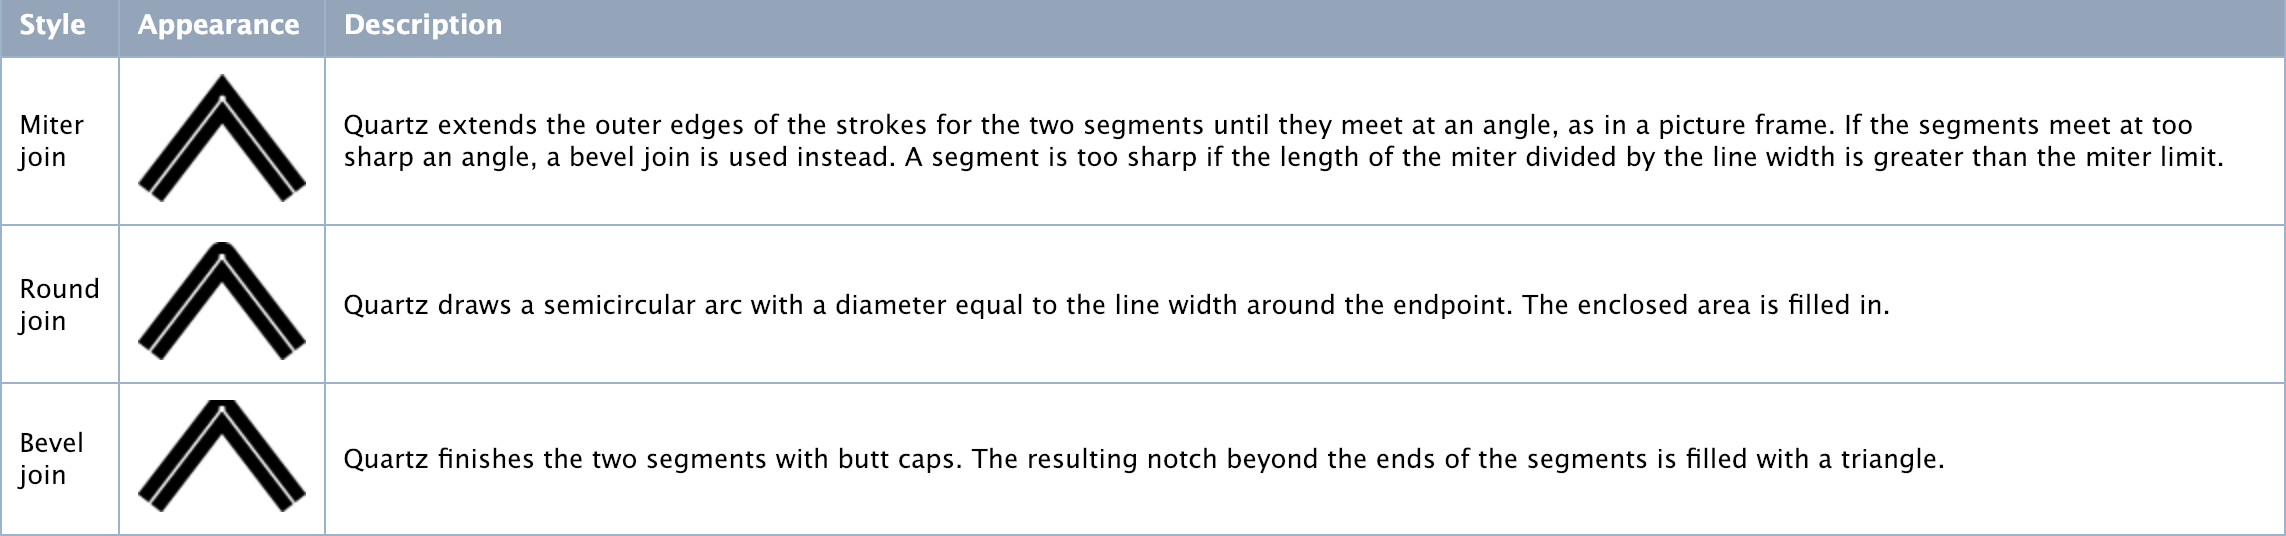 Style Appearance Description
Miter
join
Quartz extends the outer edges of the strokes for the two segments until they meet at an angle, as in a picture frame. If the segments meet at too
sharp an angle, a bevel join is used instead. A segment is too sharp if the length of the miter divided by the line width is greater than the miter limit.
Round
join
Quartz draws a semicircular arc with a diameter equal to the line width around the endpoint. The enclosed area is filled in.
Bevel
join
Quartz finishes the two segments with butt caps. The resulting notch beyond the ends of the segments is filled with a triangle.